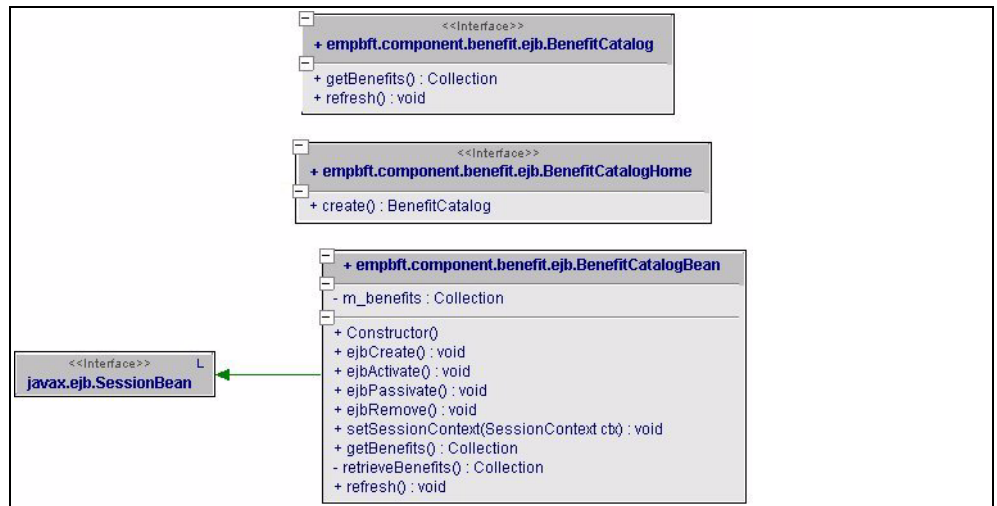 <<Interface>>
+ empbft.component.benefit.ejb.BenefitCatalog
+ getBenefits() : Collection
+ refresh() : void
<<Interface>>
+ empbft.component.benefit.ejb.BenefitCatalogHome
+ create() : BenefitCatalog
+ empbft.component.benefit.ejb.BenefitCatalogBean
- m_benefits : Collection
+ Constructor()
+ ejbCreate() : void
+ ejbActivate() : void
+ ejbPassivate() : void
+ ejbRemove() : void
+ setSessionContext(SessionContext ctx) : void
+ getBenefits() : Collection
- retrieveBenefits() : Collection
+ refresh() : void
<<Interface>> L
javax.ejb.SessionBean